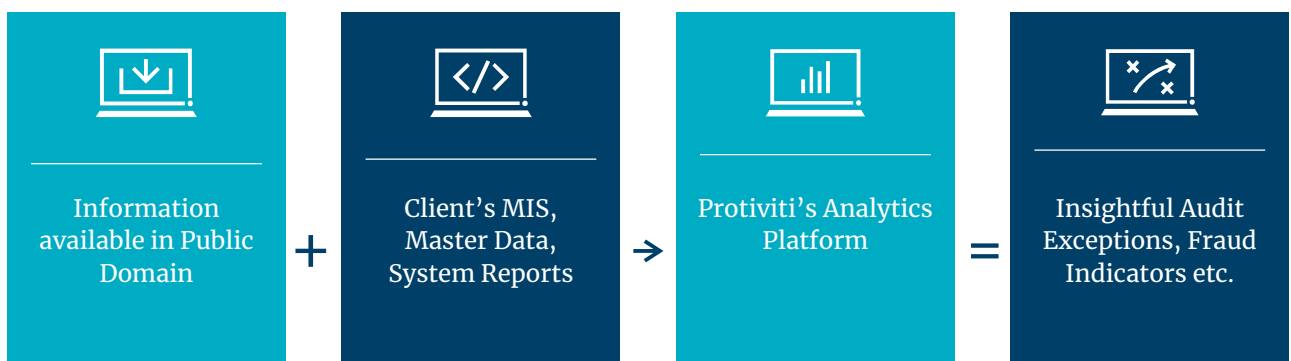 Information
available in Public
Domain
+
Client’s MIS,
Master Data,
System Reports
→
Protiviti’s Analytics
Platform
=
Insightful Audit
Exceptions, Fraud
Indicators etc.